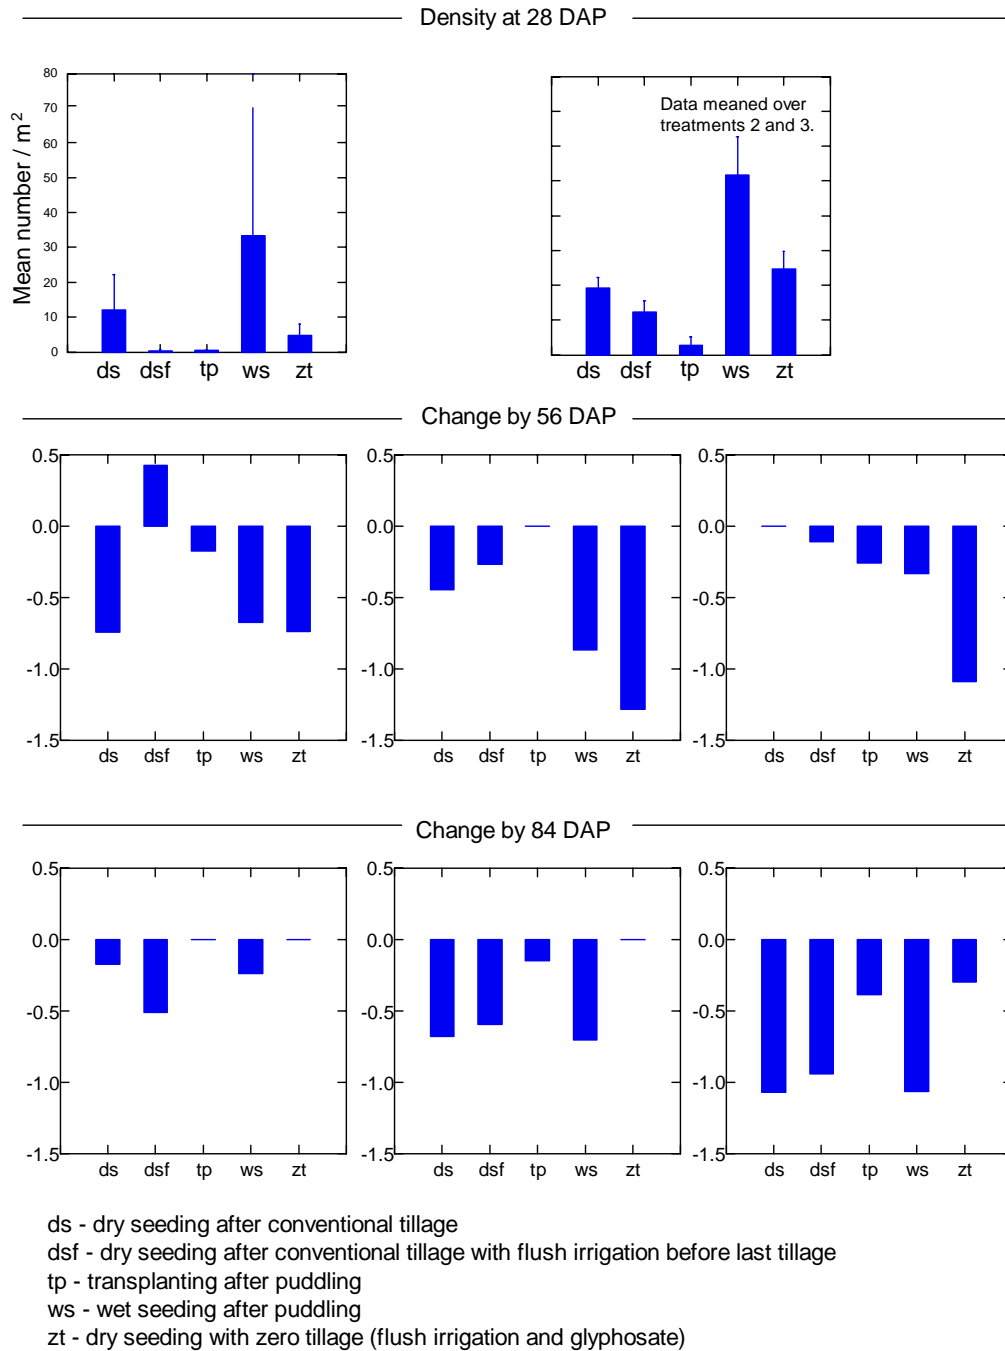 Density at 28 DAP
Mean number / m²
80
70
60
50
40
30
20
10
0
ds dsf tp ws zt
Data meaned over
treatments 2 and 3.
ds dsf tp ws zt
Change by 56 DAP
0.5
0.0
-0.5
-1.0
-1.5
ds dsf tp ws zt
0.5
0.0
-0.5
-1.0
-1.5
ds dsf tp ws zt
0.5
0.0
-0.5
-1.0
-1.5
ds dsf tp ws zt
Change by 84 DAP
0.5
0.0
-0.5
-1.0
-1.5
ds dsf tp ws zt
0.5
0.0
-0.5
-1.0
-1.5
ds dsf tp ws zt
0.5
0.0
-0.5
-1.0
-1.5
ds dsf tp ws zt
ds - dry seeding after conventional tillage
dsf - dry seeding after conventional tillage with flush irrigation before last tillage
tp - transplanting after puddling
ws - wet seeding after puddling
zt - dry seeding with zero tillage (flush irrigation and glyphosate)